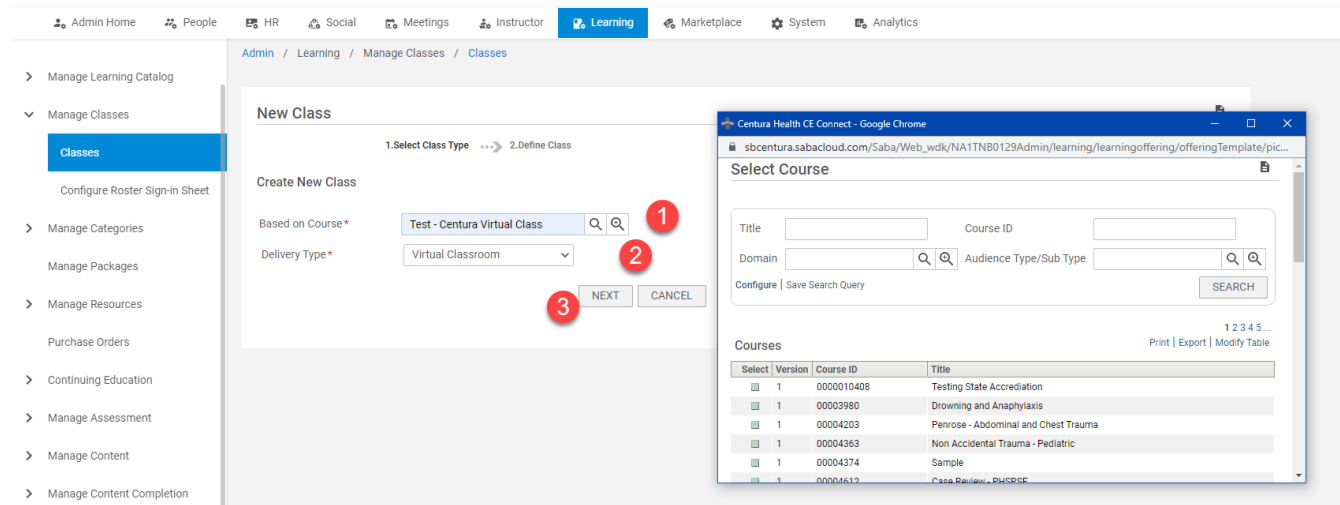 Admin Home People HR Social Meetings Instructor Learning Marketplace System Analytics
Admin / Learning / Manage Classes / Classes
Manage Learning Catalog
Manage Classes
Classes
Configure Roster Sign-in Sheet
Manage Categories
Manage Packages
Manage Resources
Purchase Orders
Continuing Education
Manage Assessment
Manage Content
Manage Content Completion
New Class
1.Select Class Type 2.Define Class
Create New Class
Based on Course* Test - Centura Virtual Class 1
Delivery Type* Virtual Classroom 2
3 NEXT CANCEL
Centura Health CE Connect - Google Chrome
sbcentura.sabacloud.com/Saba/Web_wdk/NA1TNB0129Admin/learning/learningoffering/offeringTemplate/pic...
Select Course
Title Course ID
Domain Audience Type/Sub Type
Configure | Save Search Query SEARCH
1 2 3 4 5 ...
Courses Print | Export | Modify Table
Select Version Course ID Title
1 0000010408 Testing State Accrediation
1 00003980 Drowning and Anaphylaxis
1 00004203 Penrose - Abdominal and Chest Trauma
1 00004363 Non Accidental Trauma - Pediatric
1 00004374 Sample
1 00004612 Case Review - PHSPSF